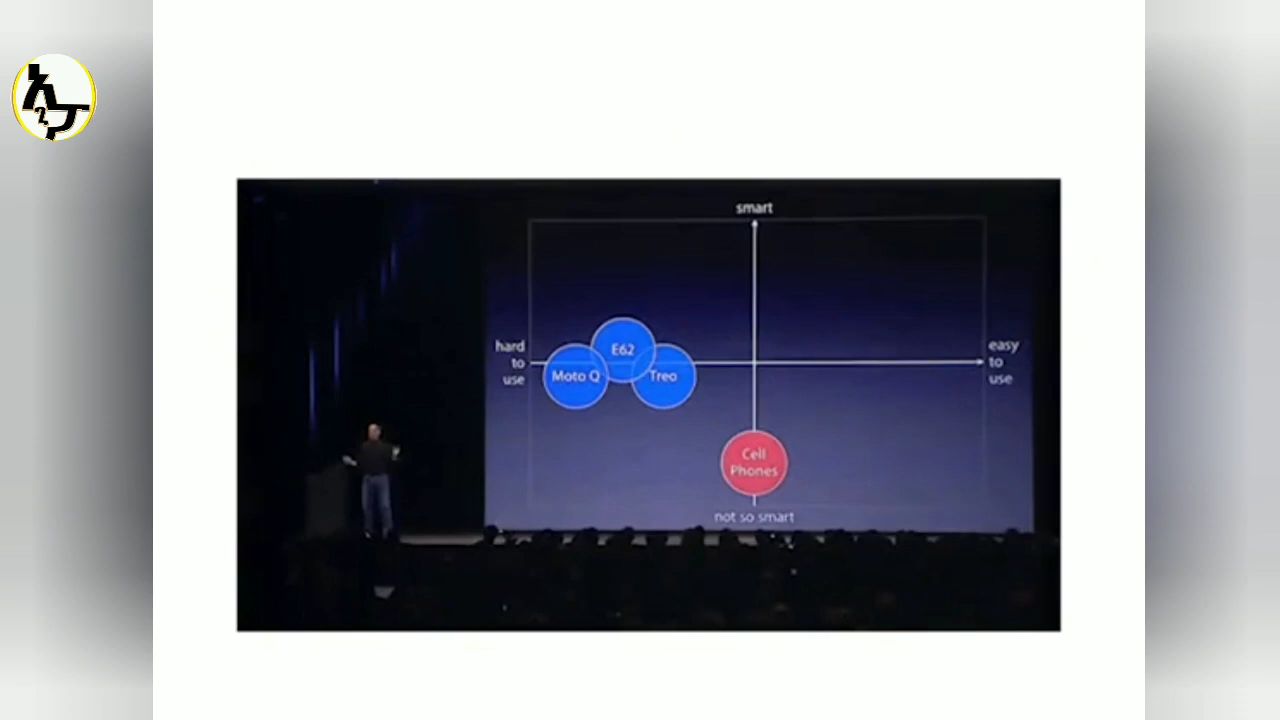 smart
hard
to
use
easy
to
use
E62
Moto Q
Treo
Cell
Phones
not so smart